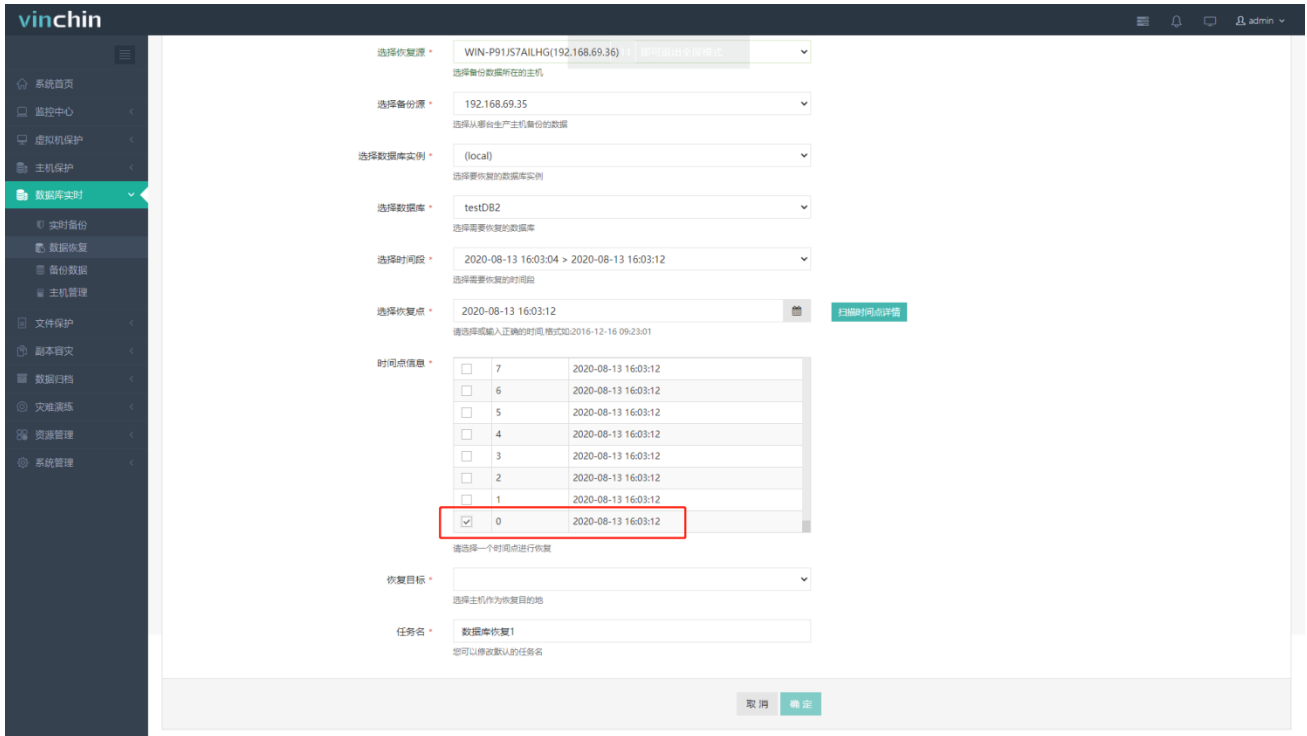 vinchin
admin
系统首页
监控中心
虚拟机保护
主机保护
数据库实时
实时备份
数据恢复
备份数据
主机管理
文件保护
副本容灾
数据归档
灾难演练
资源管理
系统管理
选择恢复源 * WIN-P91JS7AILHG(192.168.69.36)
选择备份数据所在的主机
选择备份源 * 192.168.69.35
选择从哪台生产主机备份的数据
选择数据库实例 * (local)
选择要恢复的数据库实例
选择数据库 * testDB2
选择需要恢复的数据库
选择时间段 * 2020-08-13 16:03:04 > 2020-08-13 16:03:12
选择需要恢复的时间段
选择恢复点 * 2020-08-13 16:03:12 扫描时间点详情
请选择或输入正确的时间,格式如:2016-12-16 09:23:01
时间点信息 *
7 2020-08-13 16:03:12
6 2020-08-13 16:03:12
5 2020-08-13 16:03:12
4 2020-08-13 16:03:12
3 2020-08-13 16:03:12
2 2020-08-13 16:03:12
1 2020-08-13 16:03:12
0 2020-08-13 16:03:12
请选择一个时间点进行恢复
恢复目标 *
选择主机作为恢复目的地
任务名 * 数据库恢复1
您可以修改默认的任务名
取消 确定